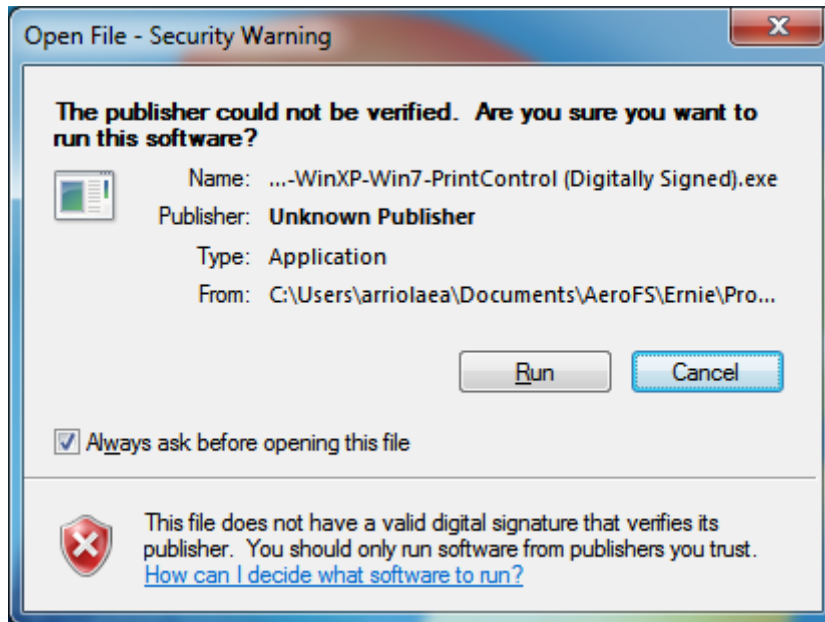 Open File - Security Warning
The publisher could not be verified. Are you sure you want to
run this software?
Name: ...-WinXP-Win7-PrintControl (Digitally Signed).exe
Publisher: Unknown Publisher
Type: Application
From: C:\Users\arriolaea\Documents\AeroFS\Ernie\Pro...
Run Cancel
Always ask before opening this file
This file does not have a valid digital signature that verifies its
publisher. You should only run software from publishers you trust.
How can I decide what software to run?